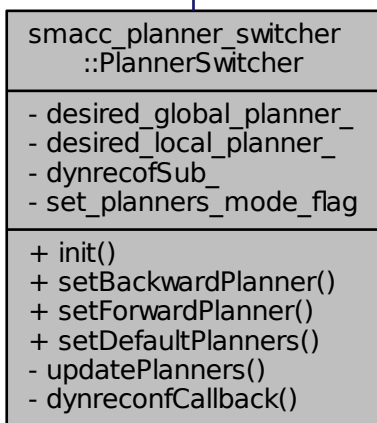 smacc_planner_switcher
::PlannerSwitcher
- desired_global_planner_
- desired_local_planner_
- dynrecofSub_
- set_planners_mode_flag
+ init()
+ setBackwardPlanner()
+ setForwardPlanner()
+ setDefaultPlanners()
- updatePlanners()
- dynreconfCallback()